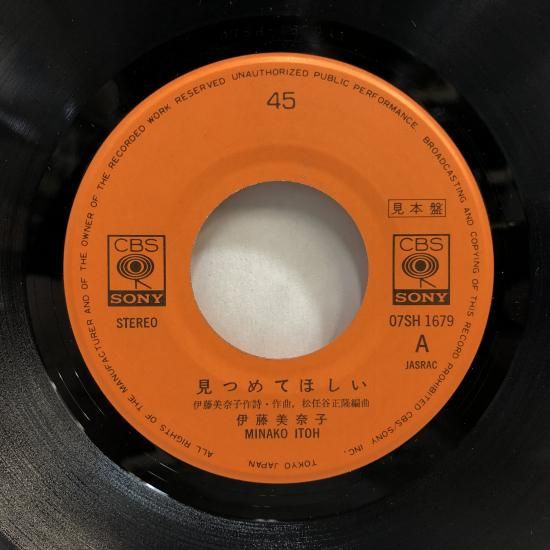 ALL RIGHTS OF THE MANUFACTURER AND OF THE OWNER OF THE RECORDED WORK RESERVED UNAUTHORIZED PUBLIC PERFORMANCE. BROADCASTING AND COPYING OF THIS RECORD PROHIBITED CBS/SONY INC.
45
見本盤
CBS
SONY
CBS
SONY
STEREO
07SH 1679
A
JASRAC
見つめてほしい
伊藤美奈子作詩・作曲, 松任谷正隆編曲
伊藤美奈子
MINAKO ITOH
TOKYO JAPAN